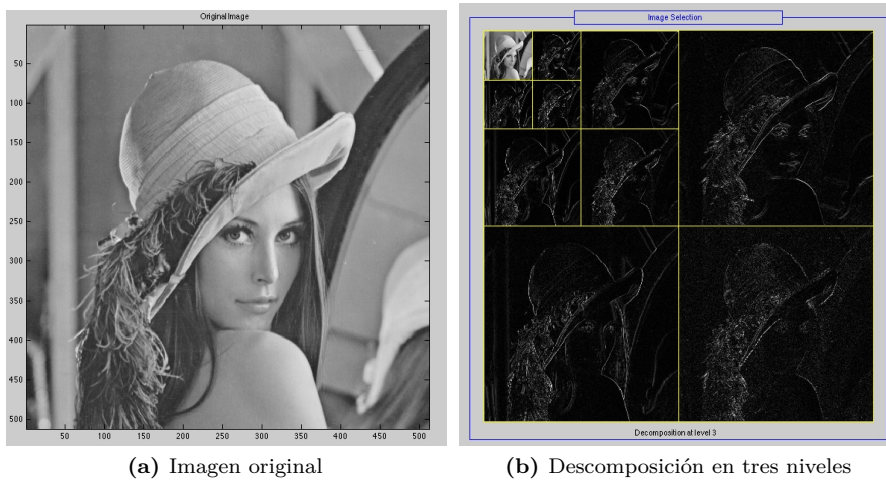 Original Image
50
100
150
200
250
300
350
400
450
500
50 100 150 200 250 300 350 400 450 500
(a) Imagen original
Image Selection
Decomposition at level 3
(b) Descomposición en tres niveles